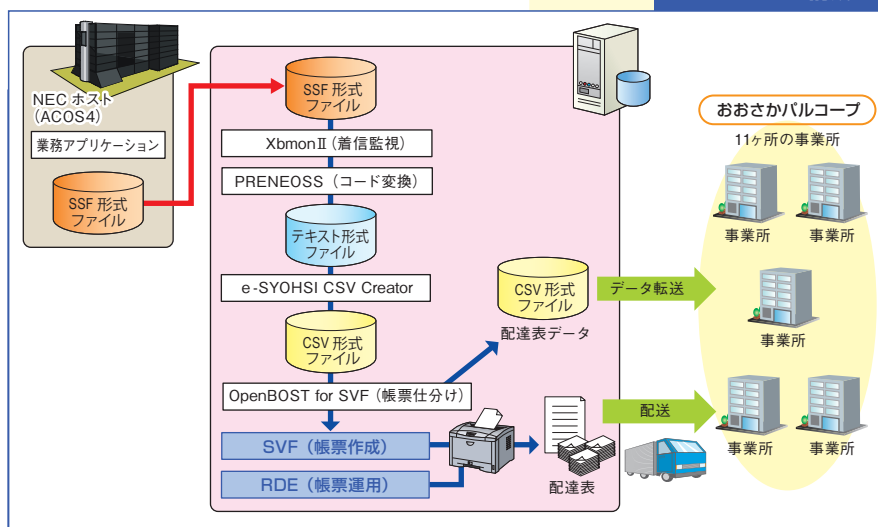 NEC ホスト
(ACOS4)
業務アプリケーション
SSF 形式
ファイル
SSF 形式
ファイル
XbmonⅡ(着信監視)
PRENEOSS(コード変換)
テキスト形式
ファイル
e-SYOHSI CSV Creator
CSV 形式
ファイル
OpenBOST for SVF(帳票仕分け)
SVF(帳票作成)
RDE(帳票運用)
CSV 形式
ファイル
配達表データ
配達表
データ転送
配送
おおさかパルコープ
11ヶ所の事業所
事業所
事業所
事業所
事業所
事業所